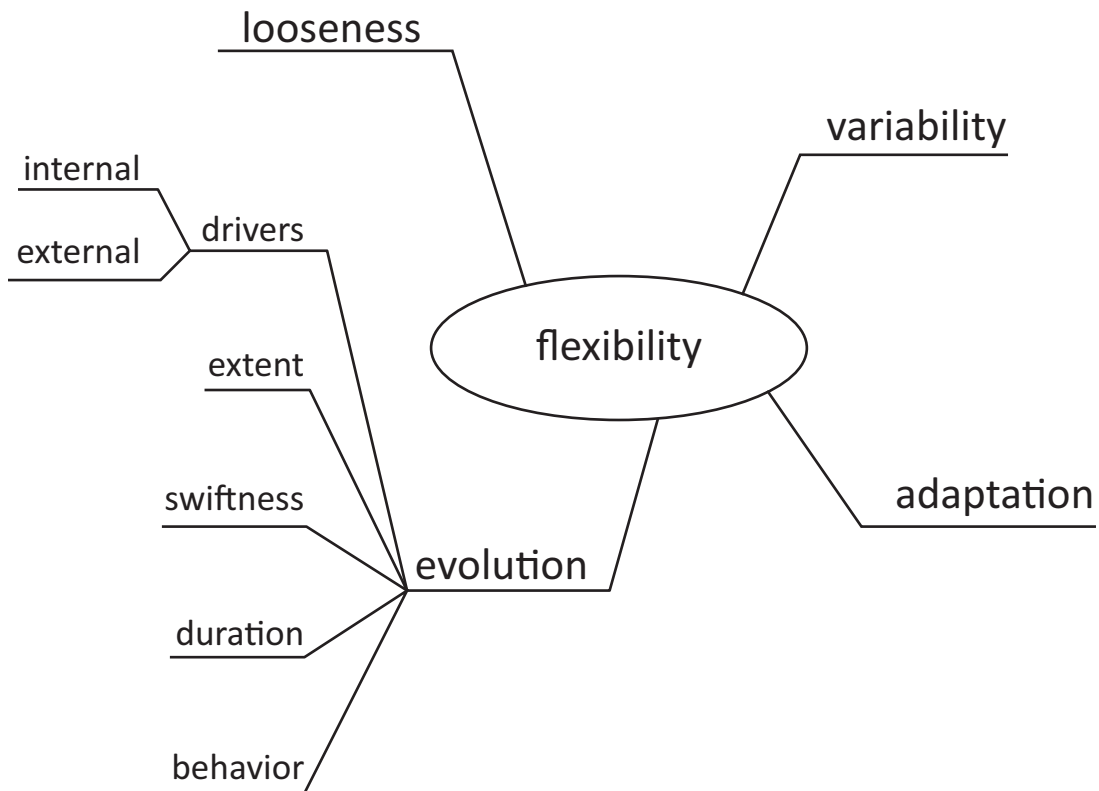 looseness
variability
internal
drivers
external
flexibility
extent
swiftness
adaptation
evolution
duration
behavior